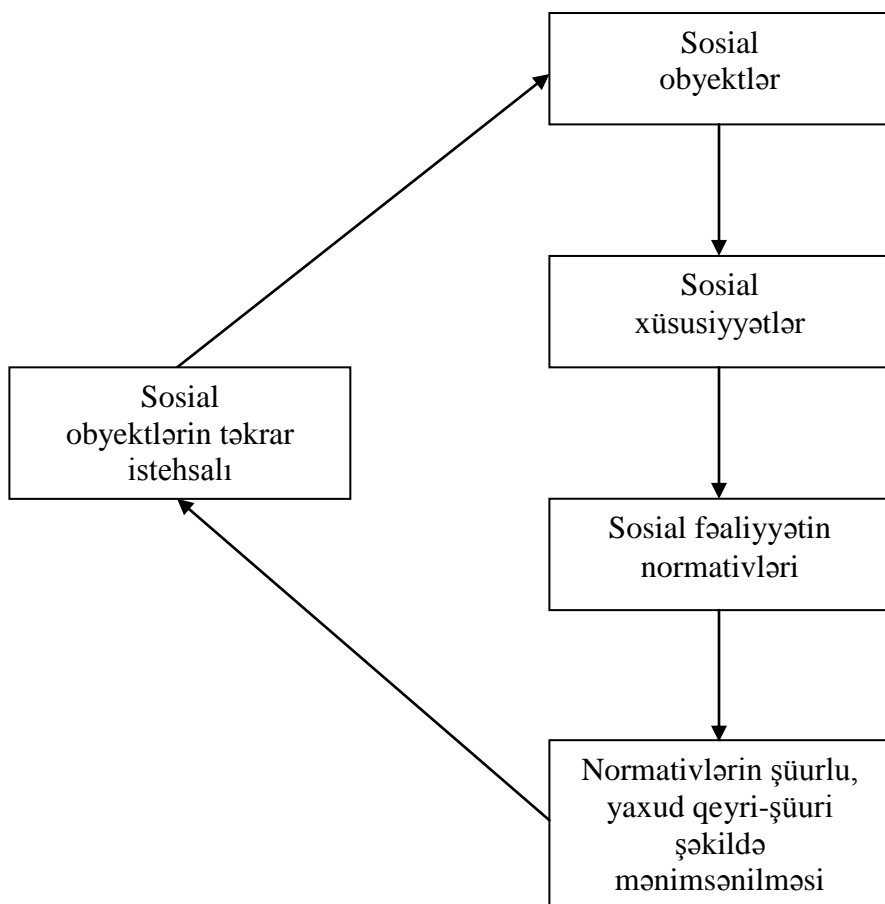 Sosial
obyektlər
Sosial
xüsusiyyətlər
Sosial
obyektlərin təkrar
istehsalı
Sosial fəaliyyətin
normativləri
Normativlərin şüurlu,
yaxud qeyri-şüuri
şəkildə
mənimsənilməsi